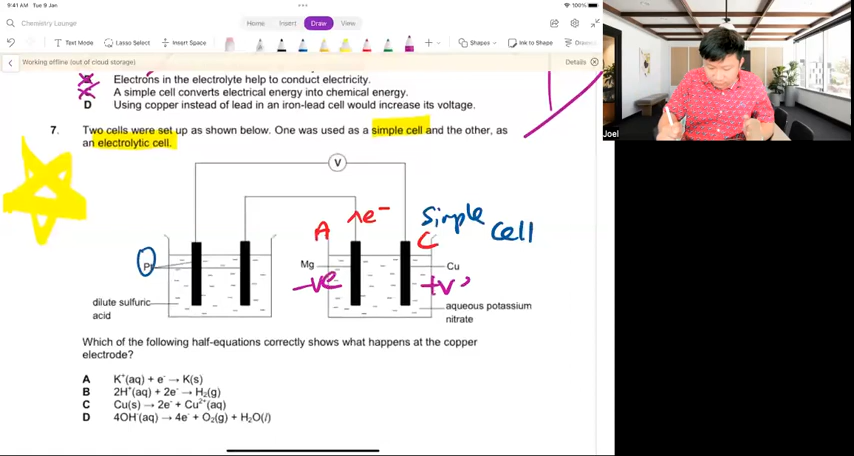 9:41 AM Tue 9 Jan
100%
Chemistry Lounge
Home Insert Draw View
Text Mode Lasso Select Insert Space Shapes Ink to Shape
Working offline (out of cloud storage) Details
Electrons in the electrolyte help to conduct electricity.
A simple cell converts electrical energy into chemical energy.
D Using copper instead of lead in an iron-lead cell would increase its voltage.
7. Two cells were set up as shown below. One was used as a simple cell and the other, as
an electrolytic cell.
V
A e⁻ simple cell
C
Pt Mg Cu
-ve +v
dilute sulfuric
acid
aqueous potassium
nitrate
Which of the following half-equations correctly shows what happens at the copper
electrode?
A K⁺(aq) + e⁻ → K(s)
B 2H⁺(aq) + 2e⁻ → H₂(g)
C Cu(s) → 2e⁻ + Cu²⁺(aq)
D 4OH⁻(aq) → 4e⁻ + O₂(g) + H₂O(l)
Joel